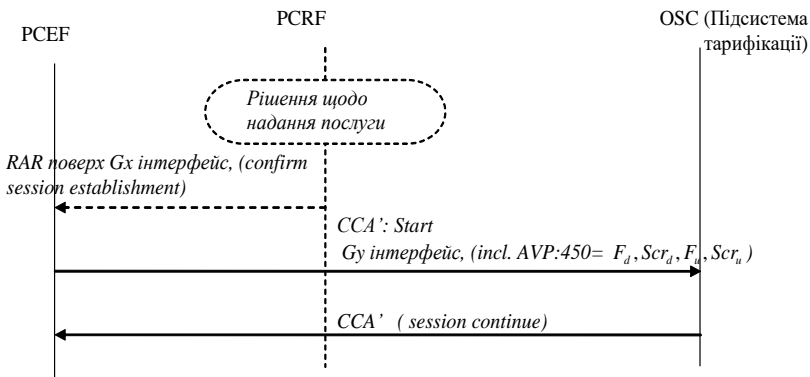 PCEF
PCRF
OSC (Підсистема
тарифікації)
Рішення щодо
надання послуги
RAR поверх Gx інтерфейс, (confirm
session establishment)
CCA’: Start
Gy інтерфейс, (incl. AVP:450= F_d, Scr_d, F_u, Scr_u )
CCA’ ( session continue)